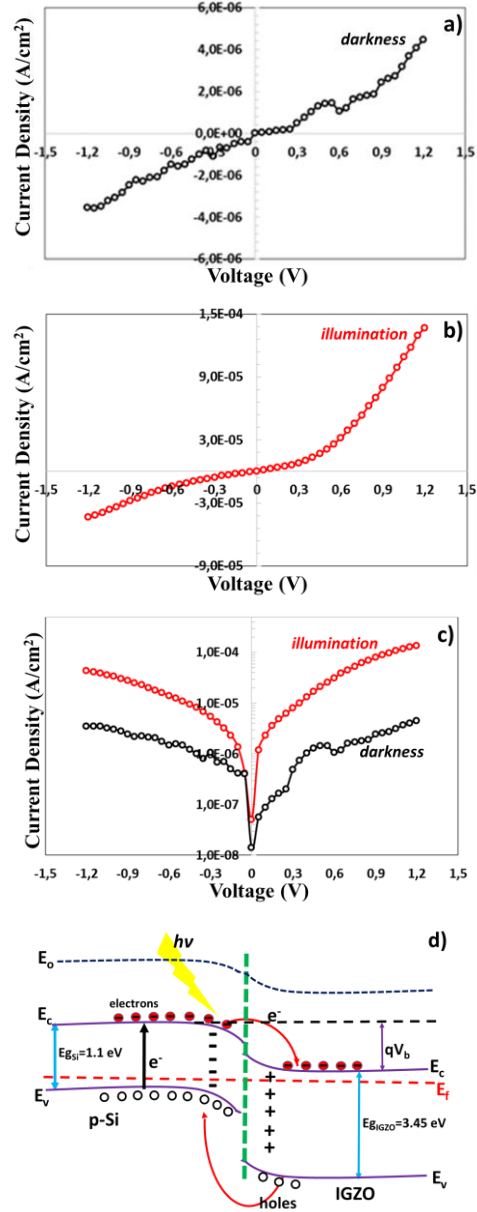 6,0E-06
a)
darkness
4,0E-06
2,0E-06
0,0E+00
-1,5 -1,2 -0,9 -0,6 -0,3 0 0,3 0,6 0,9 1,2 1,5
-2,0E-06
-4,0E-06
-6,0E-06
Current Density (A/cm²)
Voltage (V)
1,5E-04
b)
illumination
9,0E-05
3,0E-05
-1,5 -1,2 -0,9 -0,6 -0,3 0 0,3 0,6 0,9 1,2 1,5
-3,0E-05
-9,0E-05
Current Density (A/cm²)
Voltage (V)
c)
illumination
1,0E-04
1,0E-05
1,0E-06
darkness
1,0E-07
1,0E-08
-1,5 -1,2 -0,9 -0,6 -0,3 0 0,3 0,6 0,9 1,2 1,5
Current Density (A/cm²)
Voltage (V)
d)
hν
E₀
electrons
e⁻
E_c
qV_b
Eg_Si=1.1 eV
e⁻
E_c
E_f
E_v
p-Si
Eg_IGZO=3.45 eV
E_v
holes
IGZO